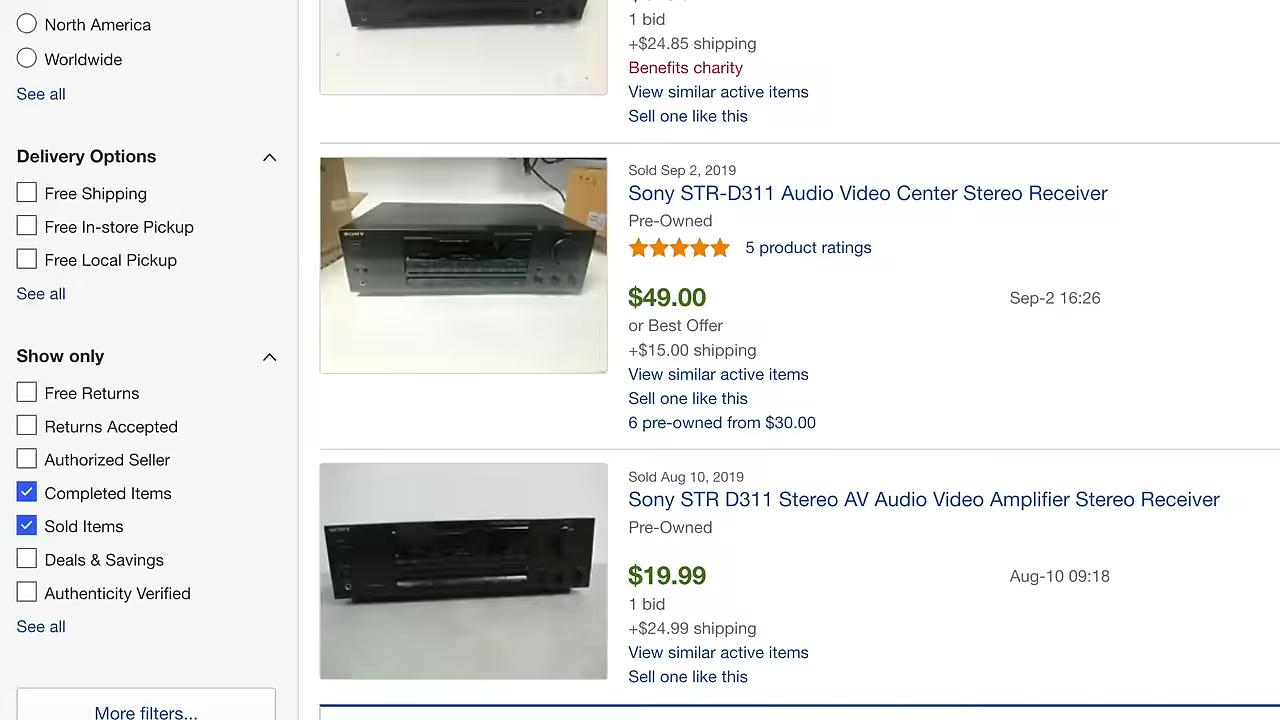 North America
Worldwide
See all
Delivery Options
Free Shipping
Free In-store Pickup
Free Local Pickup
See all
Show only
Free Returns
Returns Accepted
Authorized Seller
Completed Items
Sold Items
Deals & Savings
Authenticity Verified
See all
More filters...
1 bid
+$24.85 shipping
Benefits charity
View similar active items
Sell one like this
SONY
Sold Sep 2, 2019
Sony STR-D311 Audio Video Center Stereo Receiver
Pre-Owned
5 product ratings
$49.00
Sep-2 16:26
or Best Offer
+$15.00 shipping
View similar active items
Sell one like this
6 pre-owned from $30.00
SONY
Sold Aug 10, 2019
Sony STR D311 Stereo AV Audio Video Amplifier Stereo Receiver
Pre-Owned
$19.99
Aug-10 09:18
1 bid
+$24.99 shipping
View similar active items
Sell one like this